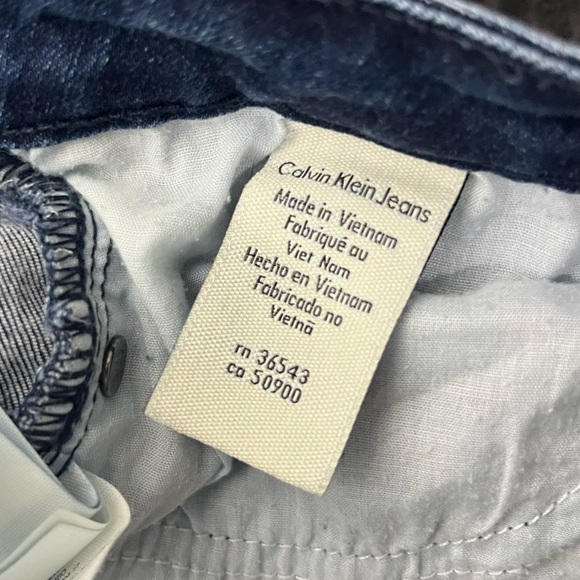 Calvin Klein Jeans
Made in Vietnam
Fabriqué au
Viet Nam
Hecho en Vietnam
Fabricado no
Vietnã
rn 36543
ca 50900